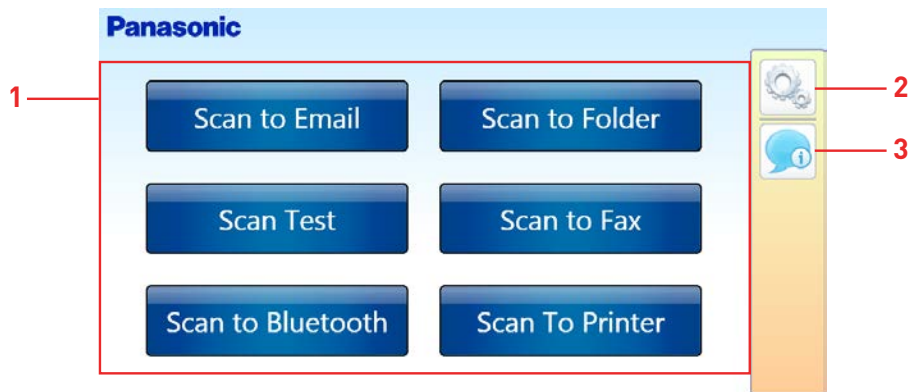 Panasonic
1
Scan to Email
Scan to Folder
2
3
Scan Test
Scan to Fax
Scan to Bluetooth
Scan To Printer